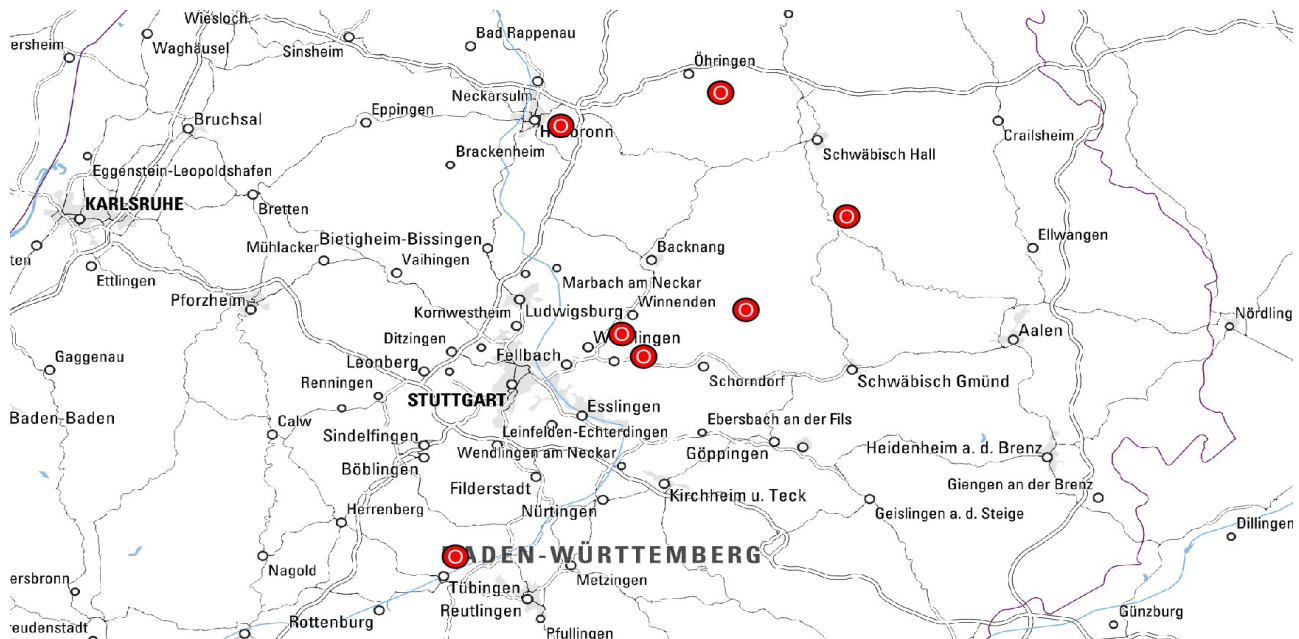 Wiesloch
Bad Rappenau
ersheim
Waghäusel
Sinsheim
Öhringen
Neckarsulm
Eppingen
Bruchsal
Crailsheim
Brackenheim
Schwäbisch Hall
Eggenstein-Leopoldshafen
KARLSRUHE
Bretten
Bietigheim-Bissingen
Ellwangen
Mühlacker
Backnang
ten
Vaihingen
Ettlingen
Marbach am Neckar
Pforzheim
Winnenden
Kornwestheim
Ludwigsburg
Nördling
Aalen
Ditzingen
Fellbach
Gaggenau
Leonberg
Renningen
Schorndorf
Schwäbisch Gmünd
STUTTGART
Esslingen
Baden-Baden
Calw
Ebersbach an der Fils
Leinfelden-Echterdingen
Sindelfingen
Wendlingen am Neckar
Göppingen
Heidenheim a. d. Brenz
Böblingen
Giengen an der Brenz
Filderstadt
Kirchheim u. Teck
Nürtingen
Herrenberg
Geislingen a. d. Steige
Dillingen
ADEN-WÜRTTEMBERG
Nagold
ersbronn
Tübingen
Metzingen
Reutlingen
Günzburg
Rottenburg
reudenstadt
Pfullingen